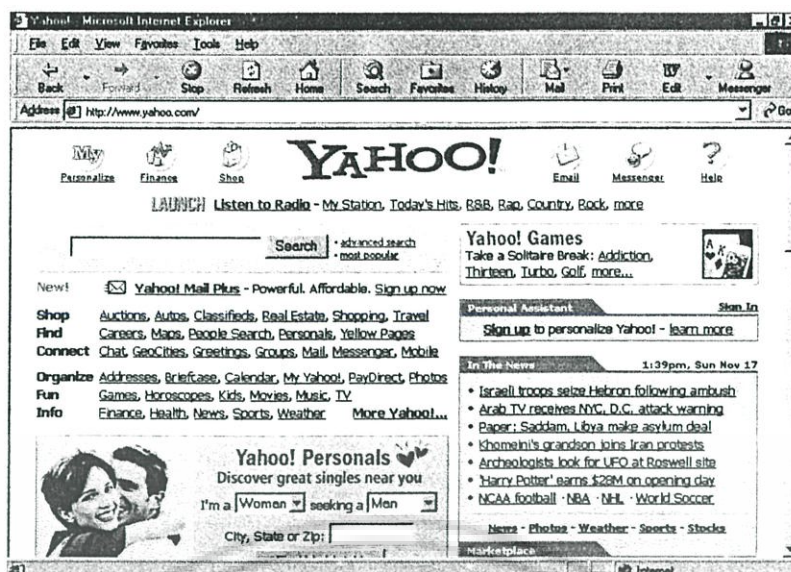 Yahoo! - Microsoft Internet Explorer
File Edit View Favorites Tools Help
Back Forward Stop Refresh Home Search Favorites History Mail Print Edit Messenger
Address http://www.yahoo.com/ Go
My YAHOO!
Personalize Finance Shop Email Messenger Help
LAUNCH Listen to Radio - My Station, Today's Hits, R&B, Rap, Country, Rock, more
Search
• advanced search
• most popular
New! Yahoo! Mail Plus - Powerful. Affordable. Sign up now
Shop Auctions, Autos, Classifieds, Real Estate, Shopping, Travel
Find Careers, Maps, People Search, Personals, Yellow Pages
Connect Chat, GeoCities, Greetings, Groups, Mail, Messenger, Mobile
Organize Addresses, Briefcase, Calendar, My Yahoo!, PayDirect, Photos
Fun Games, Horoscopes, Kids, Movies, Music, TV
Info Finance, Health, News, Sports, Weather More Yahoo!...
Yahoo! Personals
Discover great singles near you
I'm a Woman seeking a Man
City, State or Zip:
Yahoo! Games
Take a Solitaire Break: Addiction,
Thirteen, Turbo, Golf, more...
A K
Personal Assistant Sign In
Sign up to personalize Yahoo! - learn more
In The News 1:39pm, Sun Nov 17
• Israeli troops seize Hebron following ambush
• Arab TV receives NYC, D.C. attack warning
• Paper: Saddam, Libya make asylum deal
• Khomeini's grandson joins Iran protests
• Archeologists look for UFO at Roswell site
• 'Harry Potter' earns $28M on opening day
• NCAA football · NBA · NHL · World Soccer
News - Photos - Weather - Sports - Stocks
Marketplace
Internet